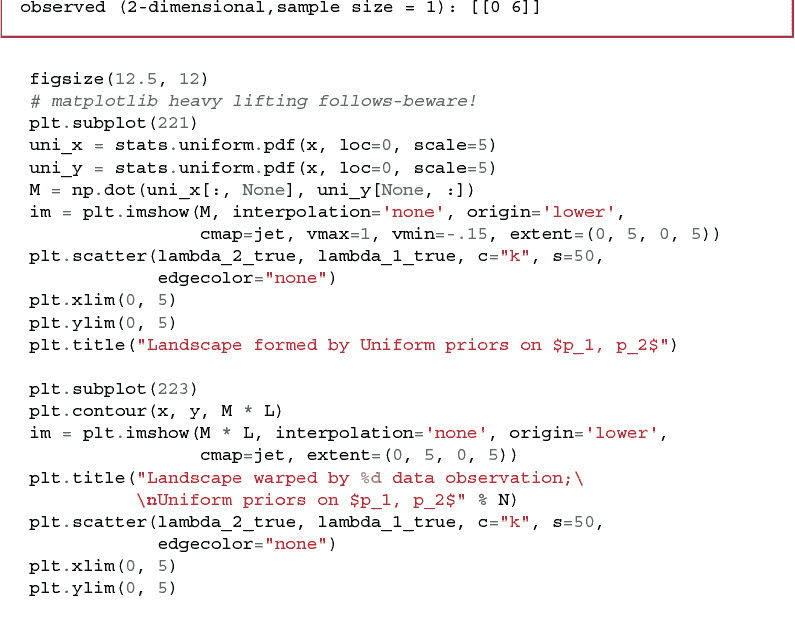 observed (2-dimensional,sample size = 1): [[0 6]]
figsize(12.5, 12)
# matplotlib heavy lifting follows-beware!
plt.subplot(221)
uni_x = stats.uniform.pdf(x, loc=0, scale=5)
uni_y = stats.uniform.pdf(x, loc=0, scale=5)
M = np.dot(uni_x[:, None], uni_y[None, :])
im = plt.imshow(M, interpolation='none', origin='lower',
cmap=jet, vmax=1, vmin=-.15, extent=(0, 5, 0, 5))
plt.scatter(lambda_2_true, lambda_1_true, c="k", s=50,
edgecolor="none")
plt.xlim(0, 5)
plt.ylim(0, 5)
plt.title("Landscape formed by Uniform priors on $p_1, p_2$")
plt.subplot(223)
plt.contour(x, y, M * L)
im = plt.imshow(M * L, interpolation='none', origin='lower',
cmap=jet, extent=(0, 5, 0, 5))
plt.title("Landscape warped by %d data observation;\
\nUniform priors on $p_1, p_2$" % N)
plt.scatter(lambda_2_true, lambda_1_true, c="k", s=50,
edgecolor="none")
plt.xlim(0, 5)
plt.ylim(0, 5)